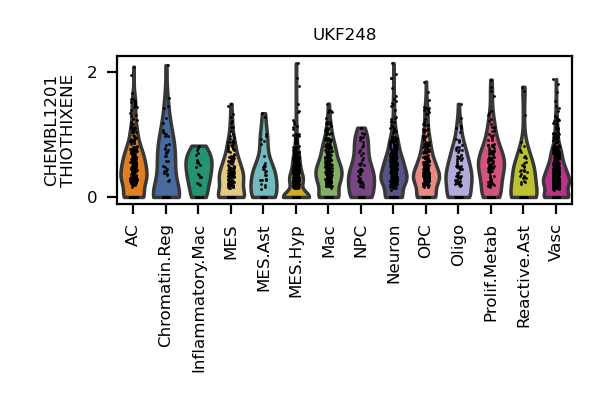 UKF248
CHEMBL1201
THIOTHIXENE
2
0
AC
Chromatin.Reg
Inflammatory.Mac
MES
MES.Ast
MES.Hyp
Mac
NPC
Neuron
OPC
Oligo
Prolif.Metab
Reactive.Ast
Vasc